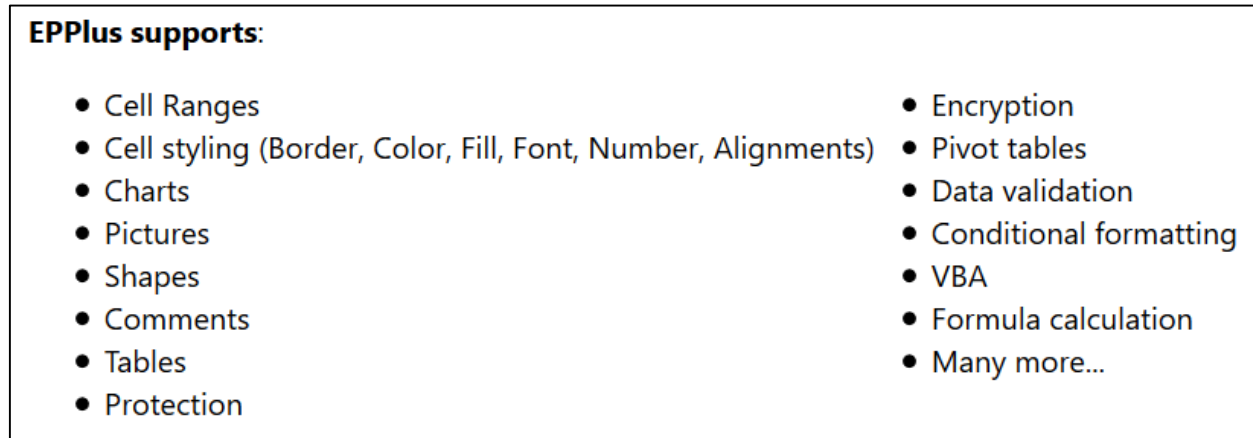 EPPlus supports:
• Cell Ranges
• Cell styling (Border, Color, Fill, Font, Number, Alignments)
• Charts
• Pictures
• Shapes
• Comments
• Tables
• Protection
• Encryption
• Pivot tables
• Data validation
• Conditional formatting
• VBA
• Formula calculation
• Many more...